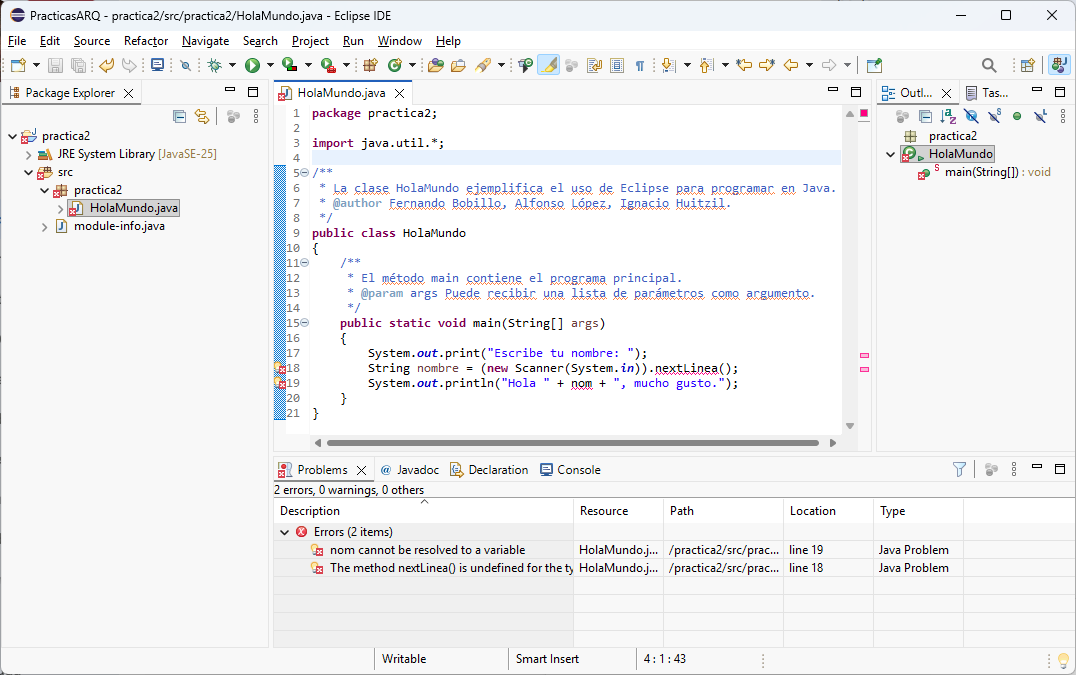 PracticasARQ - practica2/src/practica2/HolaMundo.java - Eclipse IDE
File Edit Source Refactor Navigate Search Project Run Window Help
Package Explorer
practica2
JRE System Library [JavaSE-25]
src
practica2
HolaMundo.java
module-info.java
HolaMundo.java
1 package practica2;
2
3 import java.util.*;
4
5 /**
6 * La clase HolaMundo ejemplifica el uso de Eclipse para programar en Java.
7 * @author Fernando Bobillo, Alfonso López, Ignacio Huitzil.
8 */
9 public class HolaMundo
10 {
11 /**
12 * El método main contiene el programa principal.
13 * @param args Puede recibir una lista de parámetros como argumento.
14 */
15 public static void main(String[] args)
16 {
17 System.out.print("Escribe tu nombre: ");
18 String nombre = (new Scanner(System.in)).nextLinea();
19 System.out.println("Hola " + nom + ", mucho gusto.");
20 }
21 }
Outl... Tas...
practica2
HolaMundo
main(String[]) : void
Problems Javadoc Declaration Console
2 errors, 0 warnings, 0 others
Description Resource Path Location Type
Errors (2 items)
nom cannot be resolved to a variable HolaMundo.j... /practica2/src/prac... line 19 Java Problem
The method nextLinea() is undefined for the ty HolaMundo.j... /practica2/src/prac... line 18 Java Problem
Writable Smart Insert 4 : 1 : 43